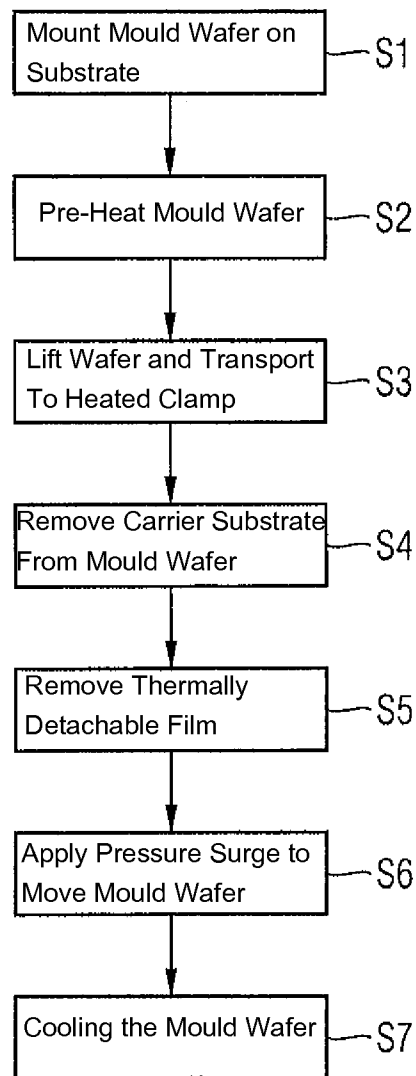 Mount Mould Wafer on
Substrate
S1
Pre-Heat Mould Wafer
S2
Lift Wafer and Transport
To Heated Clamp
S3
Remove Carrier Substrate
From Mould Wafer
S4
Remove Thermally
Detachable Film
S5
Apply Pressure Surge to
Move Mould Wafer
S6
Cooling the Mould Wafer
S7